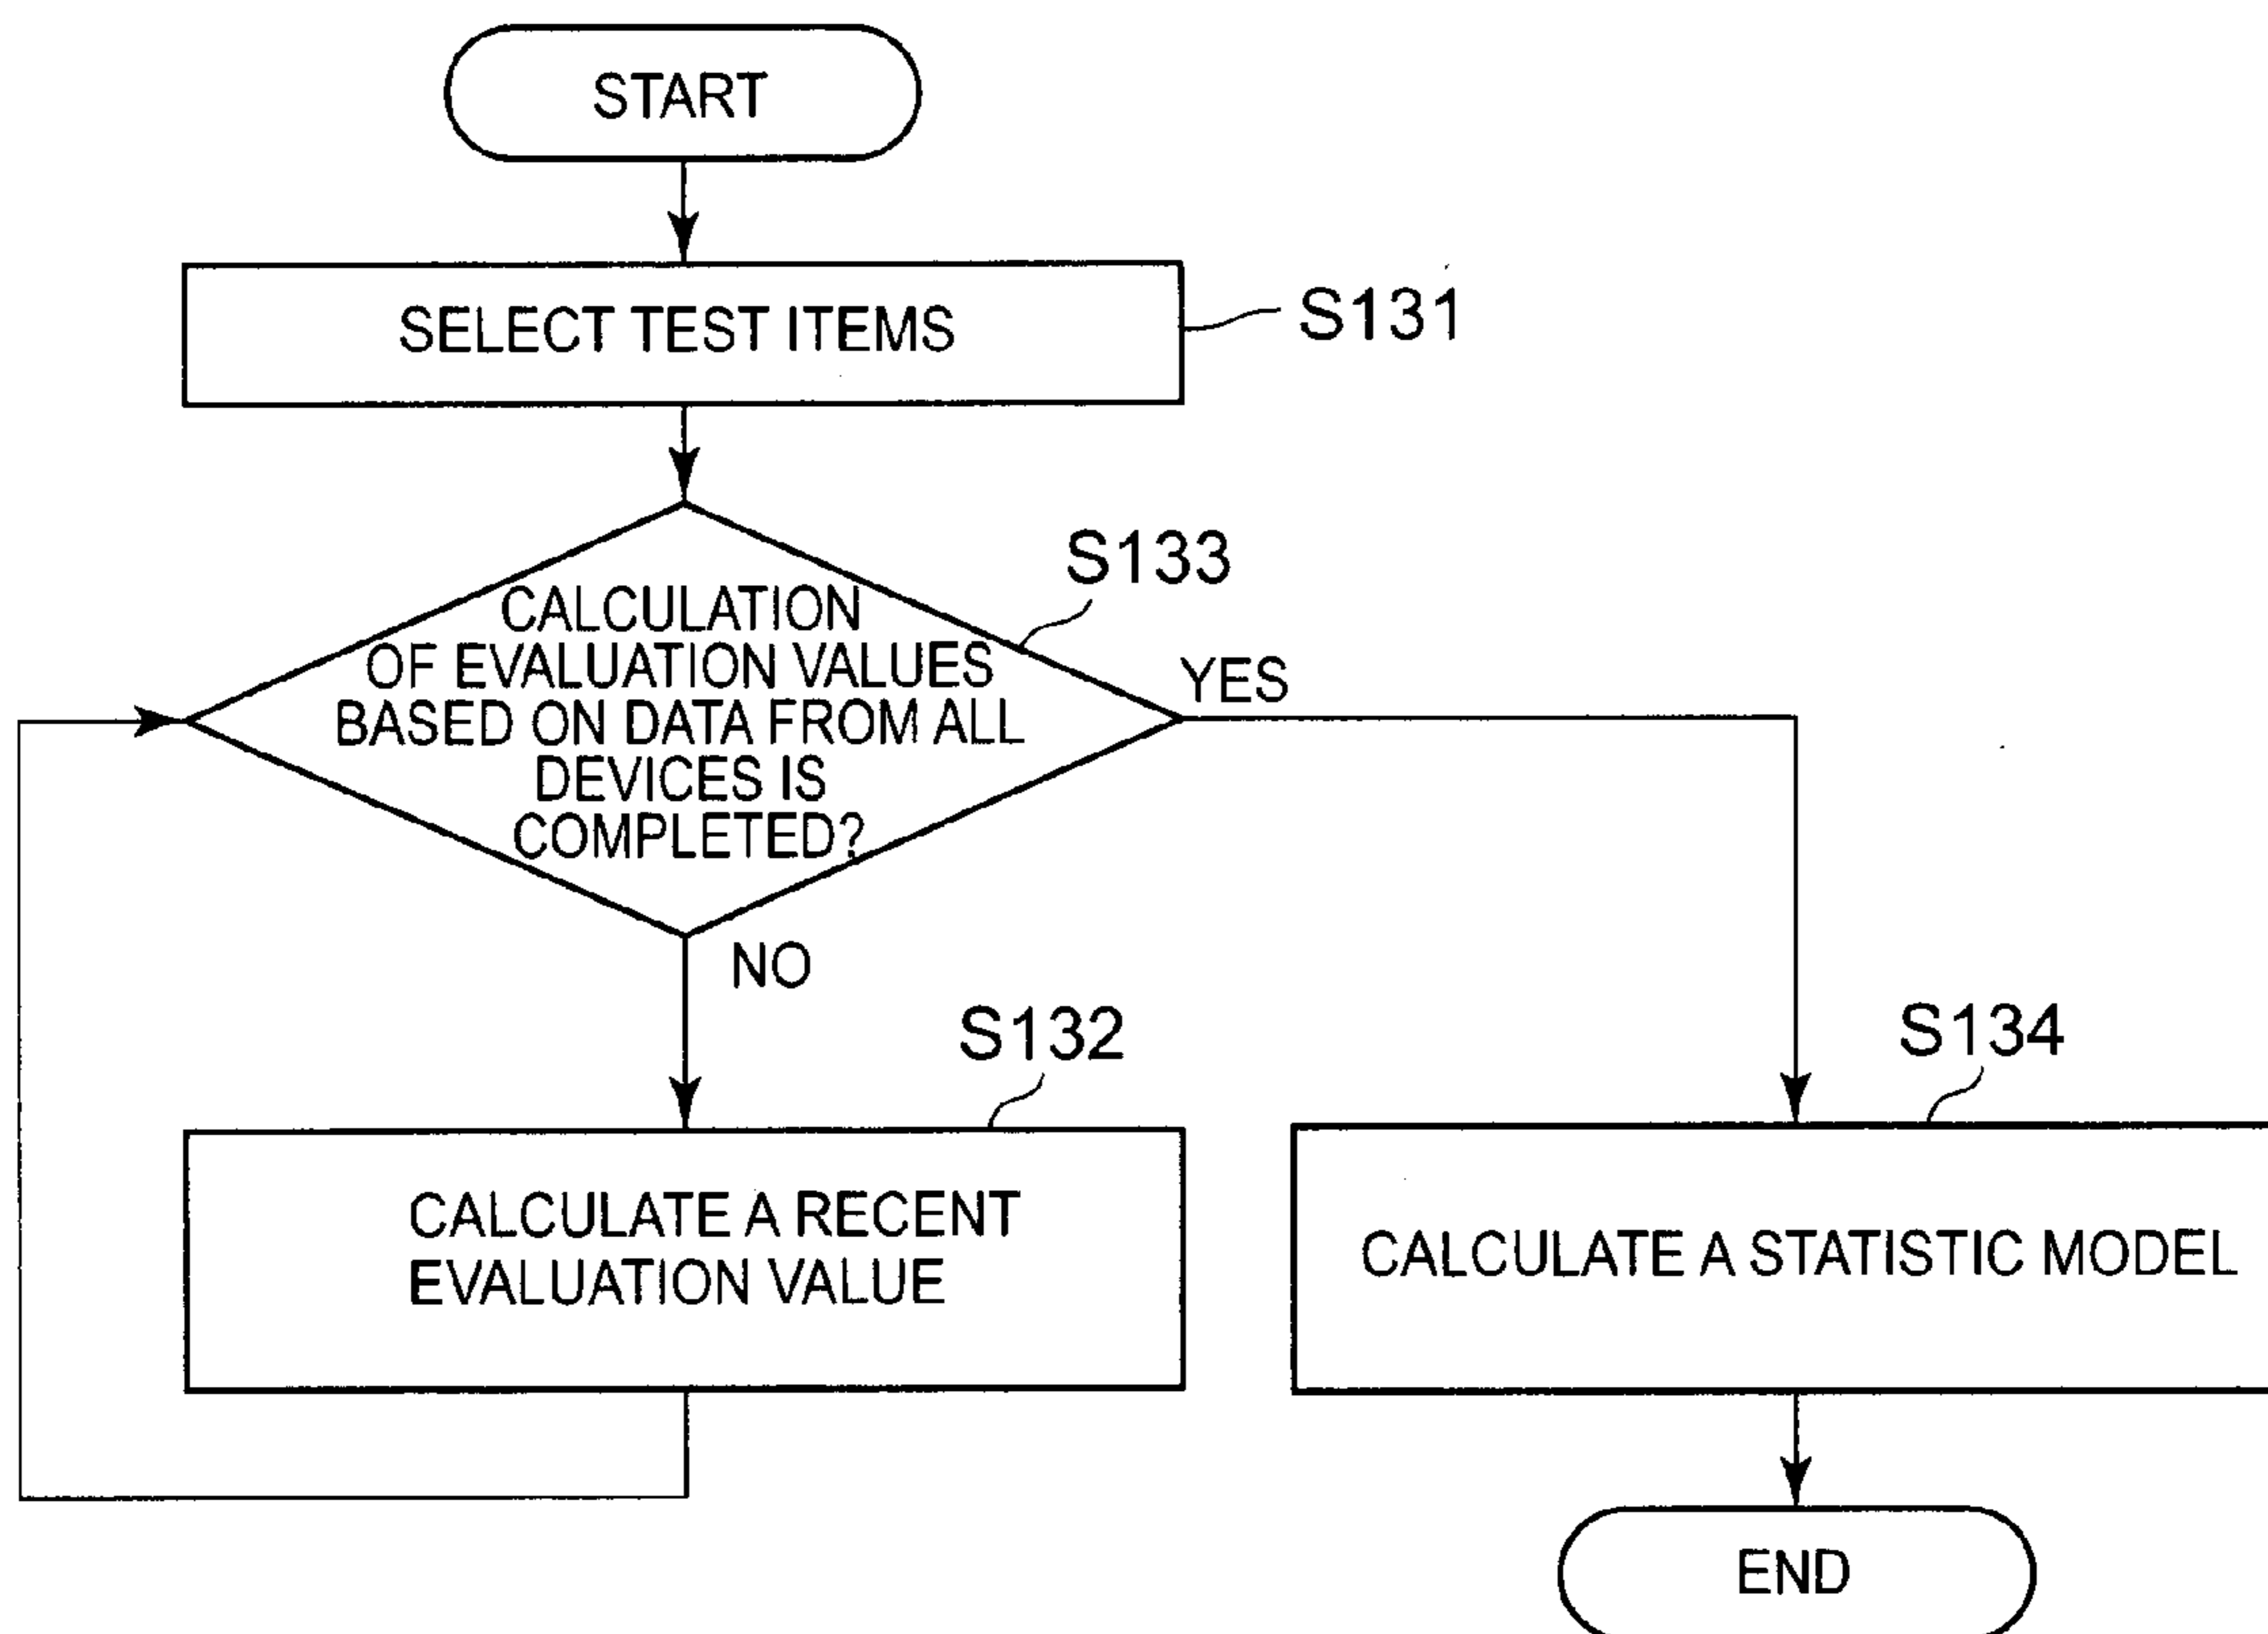 START
SELECT TEST ITEMS
S131
S133
CALCULATION
OF EVALUATION VALUES
BASED ON DATA FROM ALL
DEVICES IS
COMPLETED?
YES
NO
S132
CALCULATE A RECENT
EVALUATION VALUE
S134
CALCULATE A STATISTIC MODEL
END